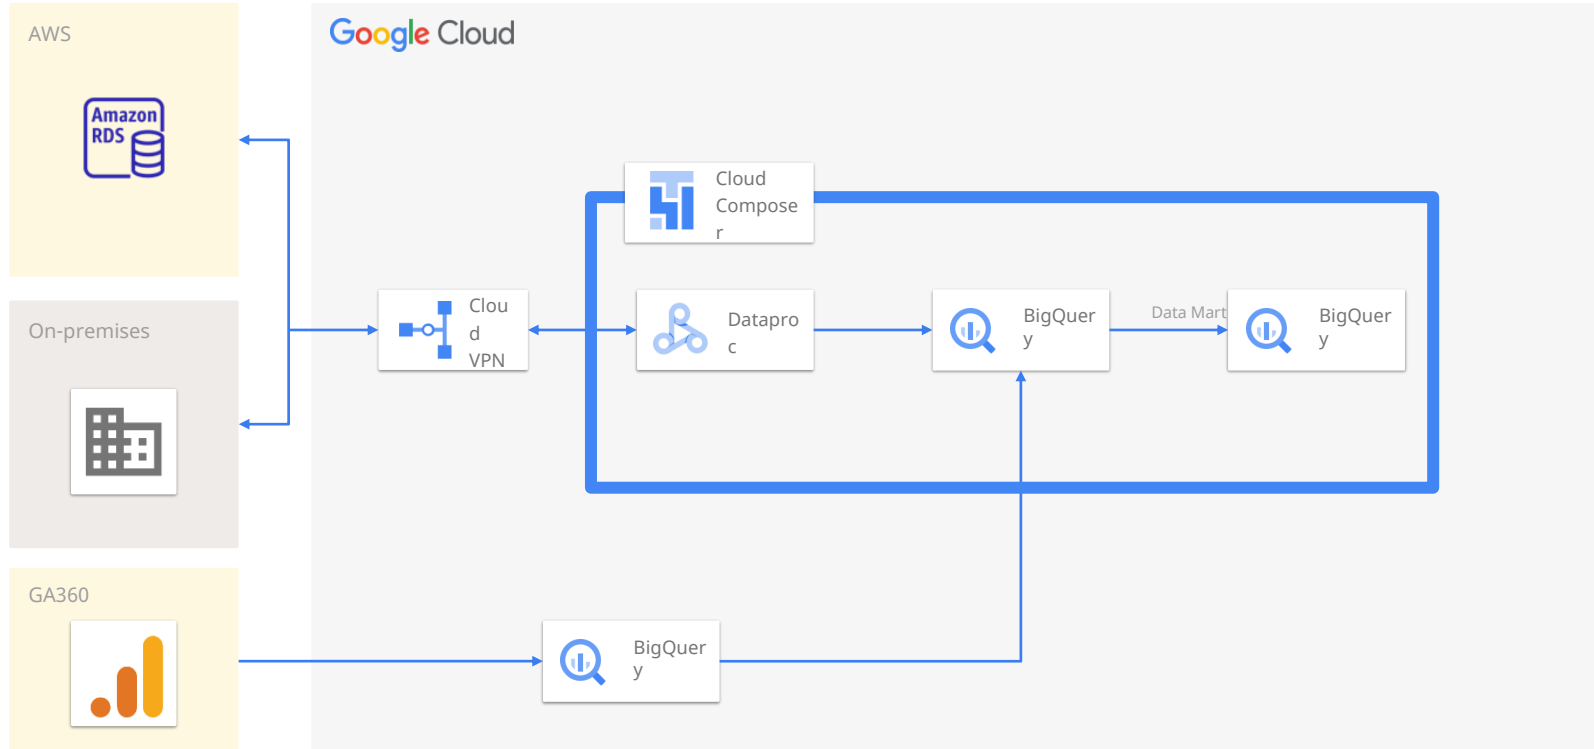 AWS
Google Cloud
Amazon
RDS
Cloud
Compose
r
On-premises
Clou
d
VPN
Datapro
c
BigQuer
y
Data Mart
BigQuer
y
GA360
BigQuer
y